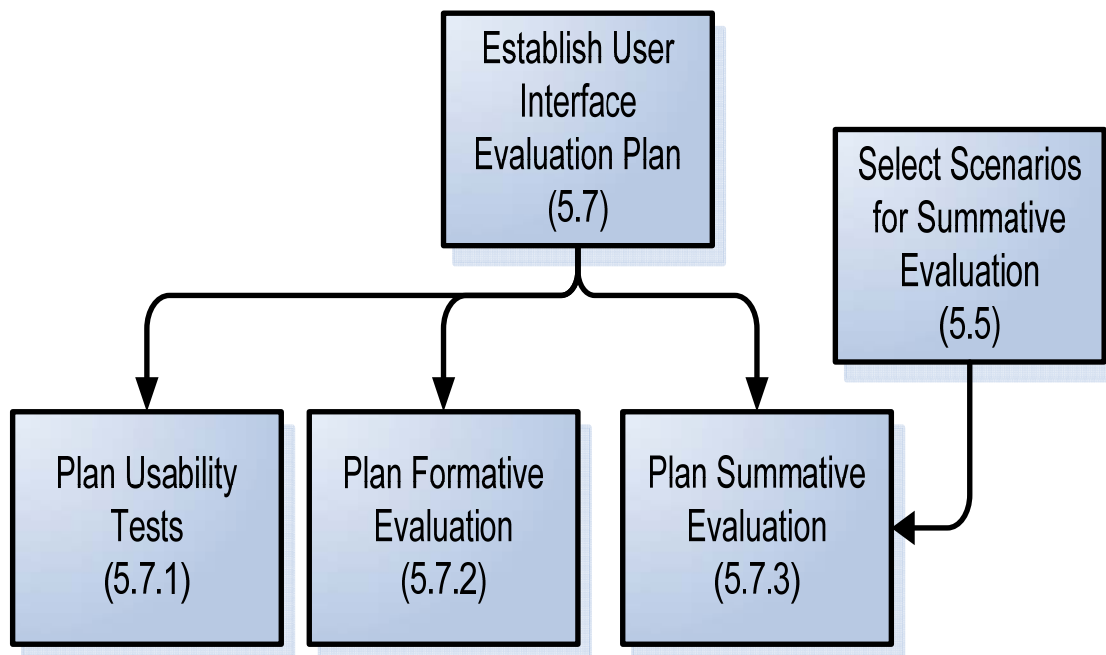 Establish User
Interface
Evaluation Plan
(5.7)
Select Scenarios
for Summative
Evaluation
(5.5)
Plan Usability
Tests
(5.7.1)
Plan Formative
Evaluation
(5.7.2)
Plan Summative
Evaluation
(5.7.3)